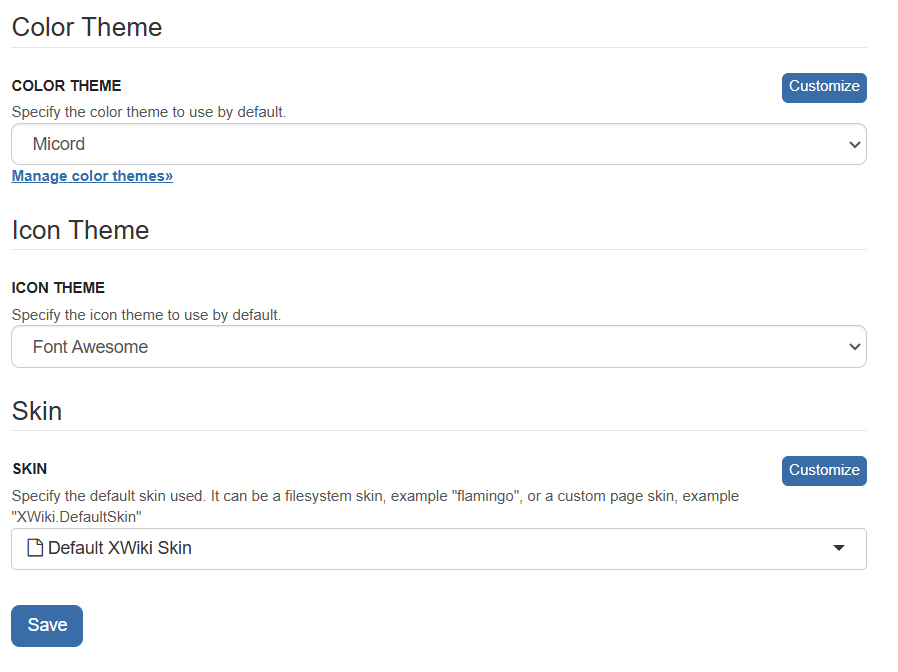 Color Theme
COLOR THEME
Customize
Specify the color theme to use by default.
Micord
Manage color themes»
Icon Theme
ICON THEME
Specify the icon theme to use by default.
Font Awesome
Skin
SKIN
Customize
Specify the default skin used. It can be a filesystem skin, example "flamingo", or a custom page skin, example
"XWiki.DefaultSkin"
Default XWiki Skin
Save